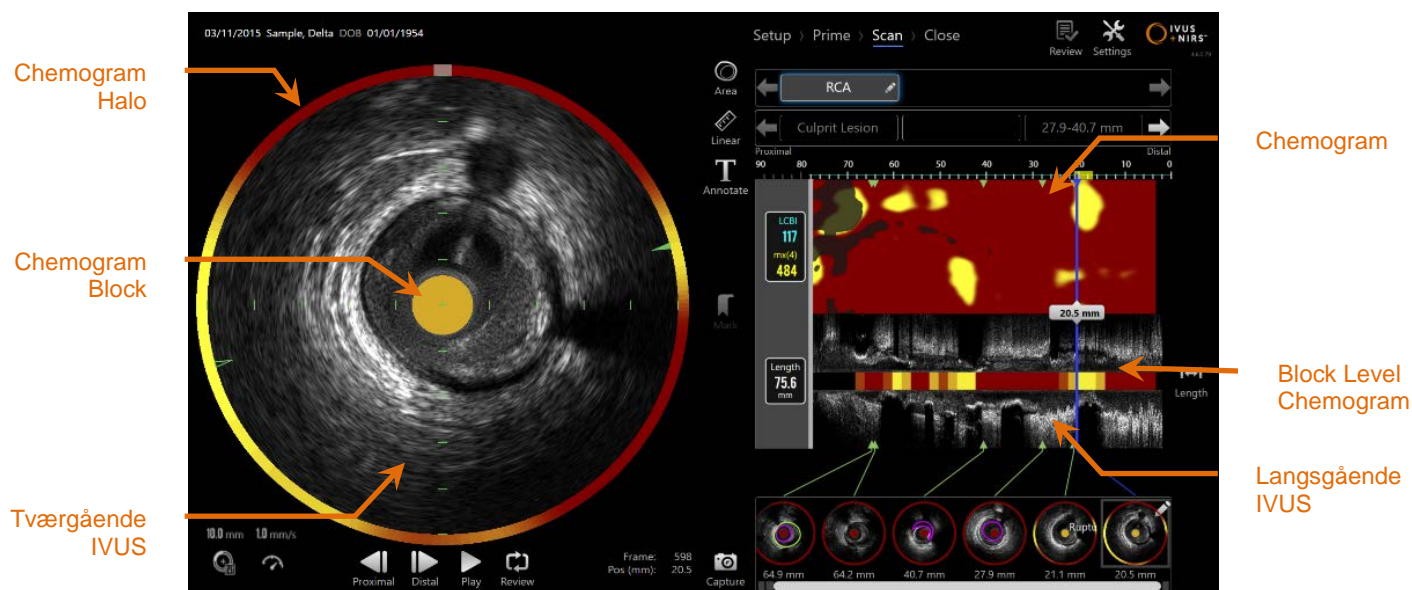 03/11/2015 Sample, Delta DOB 01/01/1954
Setup › Prime › Scan › Close
Review
Settings
IVUS
+NIRS
Chemogram
Halo
Chemogram
Block
Tværgående
IVUS
Area
Linear
T
Annotate
Mark
RCA
Culprit Lesion
27.9-40.7 mm
Proximal
Distal
90 80 70 60 50 40 30 20 10 0
LCBI
117
mx(4)
484
20.5 mm
Length
75.6
mm
Length
Chemogram
Block Level
Chemogram
Langsgående
IVUS
10.0 mm 1.0 mm/s
Proximal
Distal
Play
Review
Frame: 598
Pos (mm): 20.5
Capture
Ruptu
64.9 mm
64.2 mm
40.7 mm
27.9 mm
21.1 mm
20.5 mm